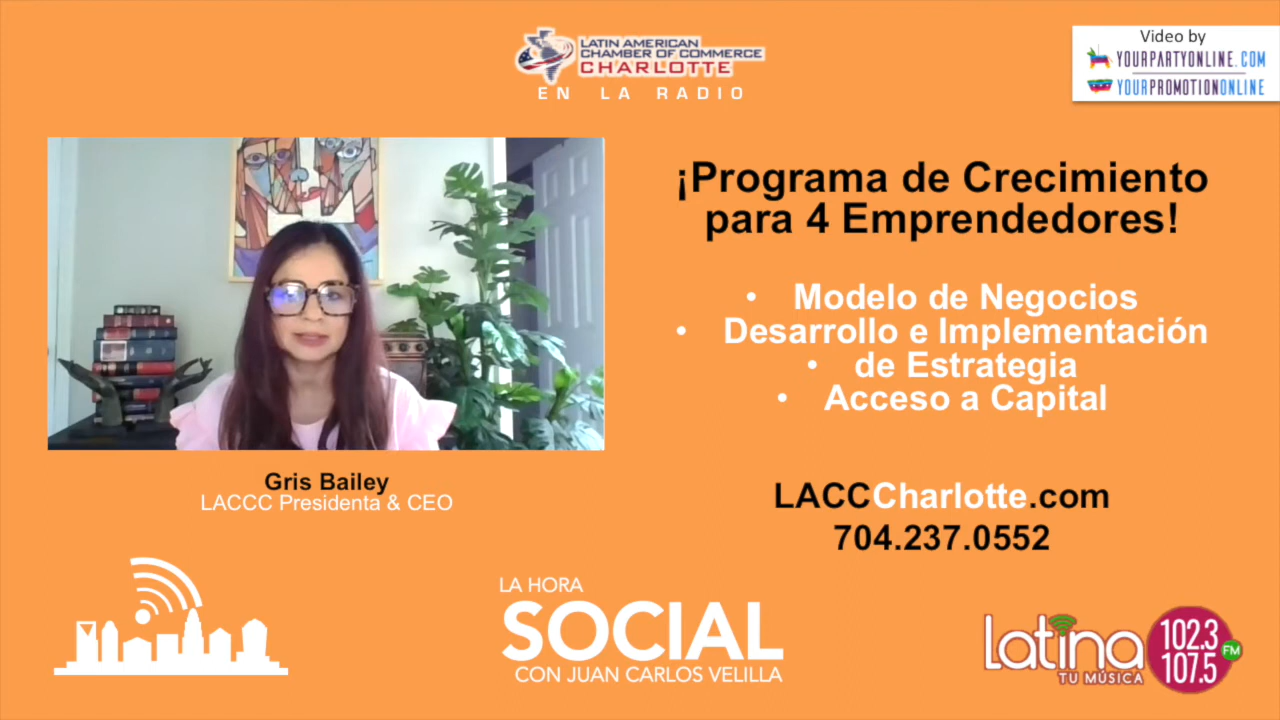 LATIN AMERICAN
CHAMBER OF COMMERCE
CHARLOTTE
EN LA RADIO
Video by
YOURPARTYONLINE.COM
YOURPROMOTIONONLINE
¡Programa de Crecimiento
para 4 Emprendedores!
• Modelo de Negocios
• Desarrollo e Implementación
• de Estrategia
• Acceso a Capital
Gris Bailey
LACCC Presidenta & CEO
LACCCharlotte.com
704.237.0552
LA HORA
SOCIAL
CON JUAN CARLOS VELILLA
Latina
TU MÚSICA
102.3
107.5
FM